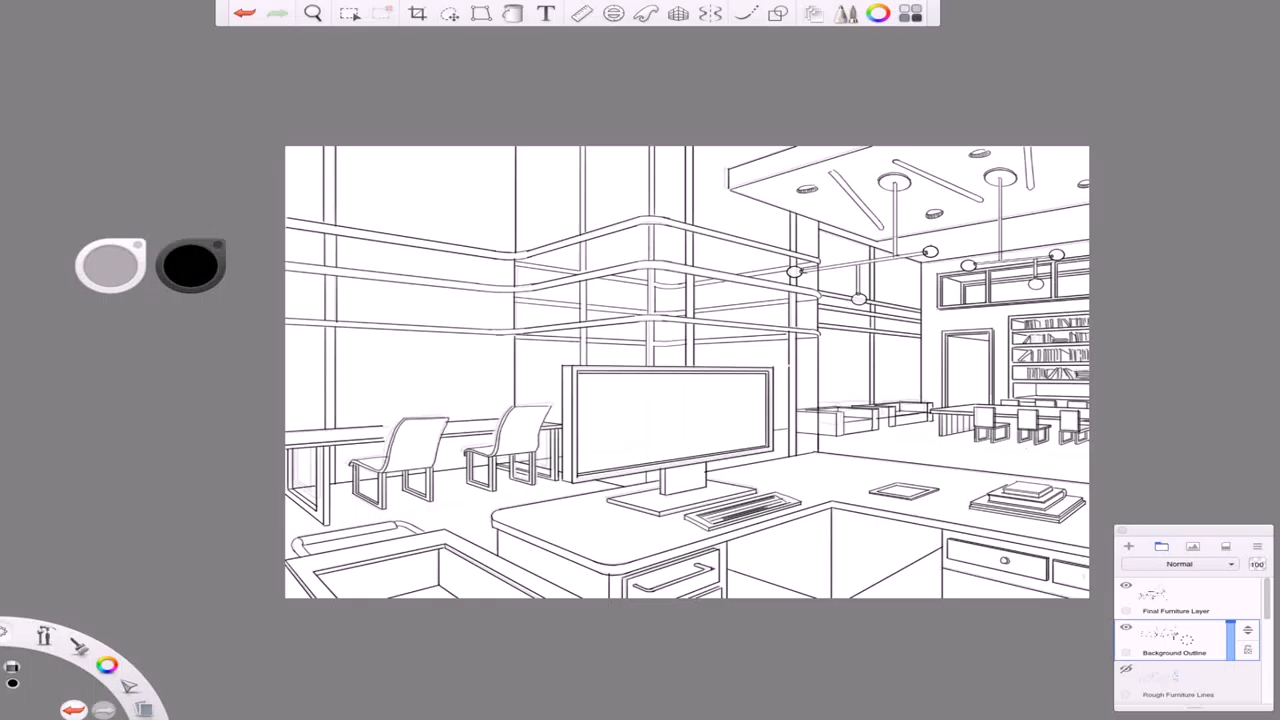 T
Normal
100
Final Furniture Layer
Background Outline
Rough Furniture Lines